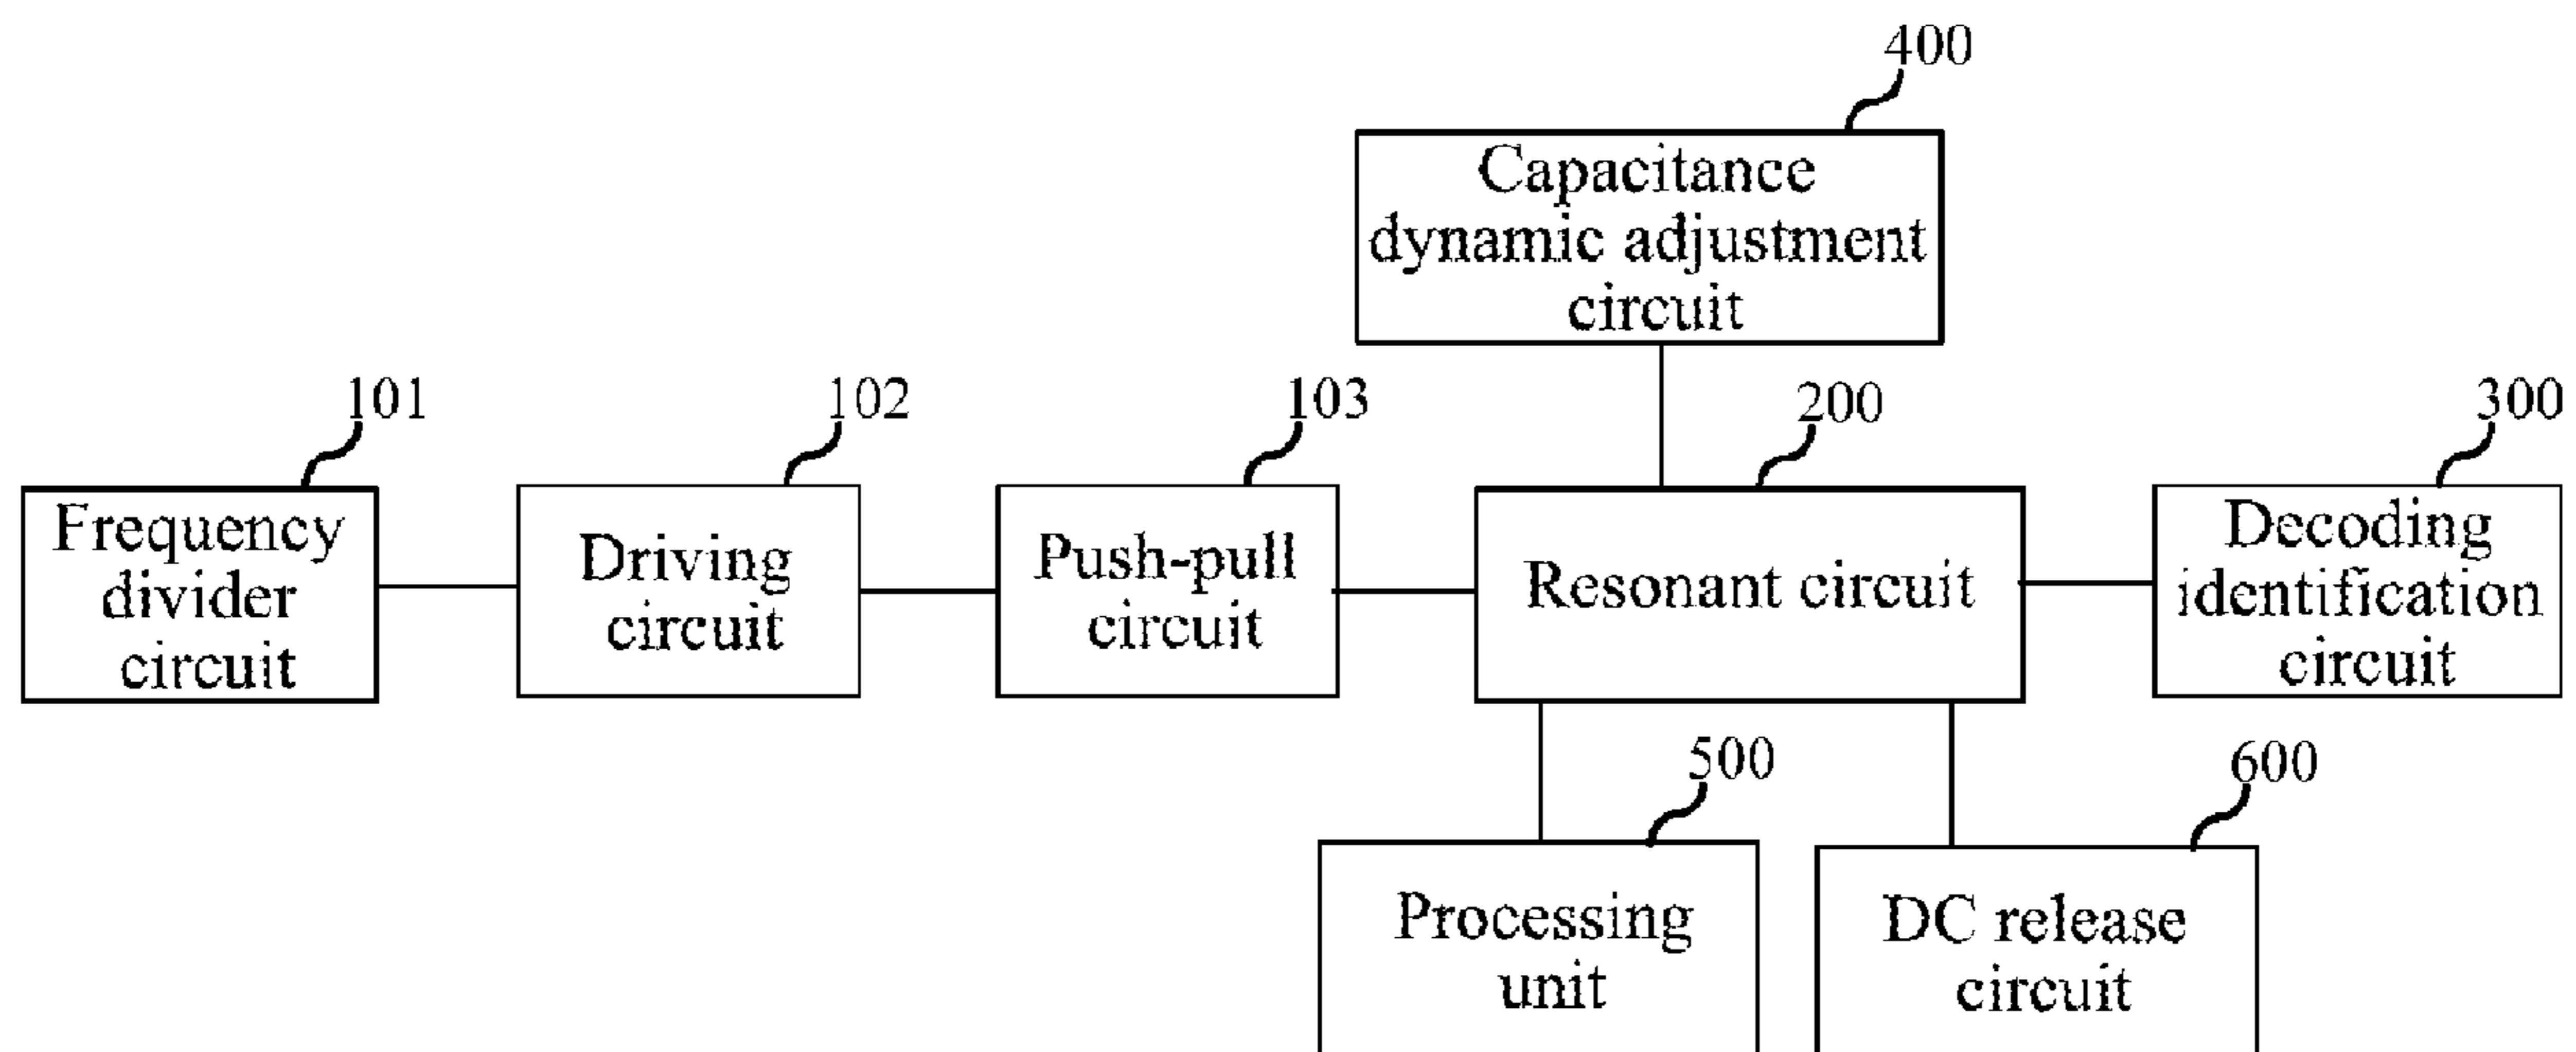 400
Capacitance
dynamic adjustment
circuit
101
102
103
200
300
Frequency
divider
circuit
Driving
circuit
Push-pull
circuit
Resonant circuit
Decoding
identification
circuit
500
600
Processing
unit
DC release
circuit